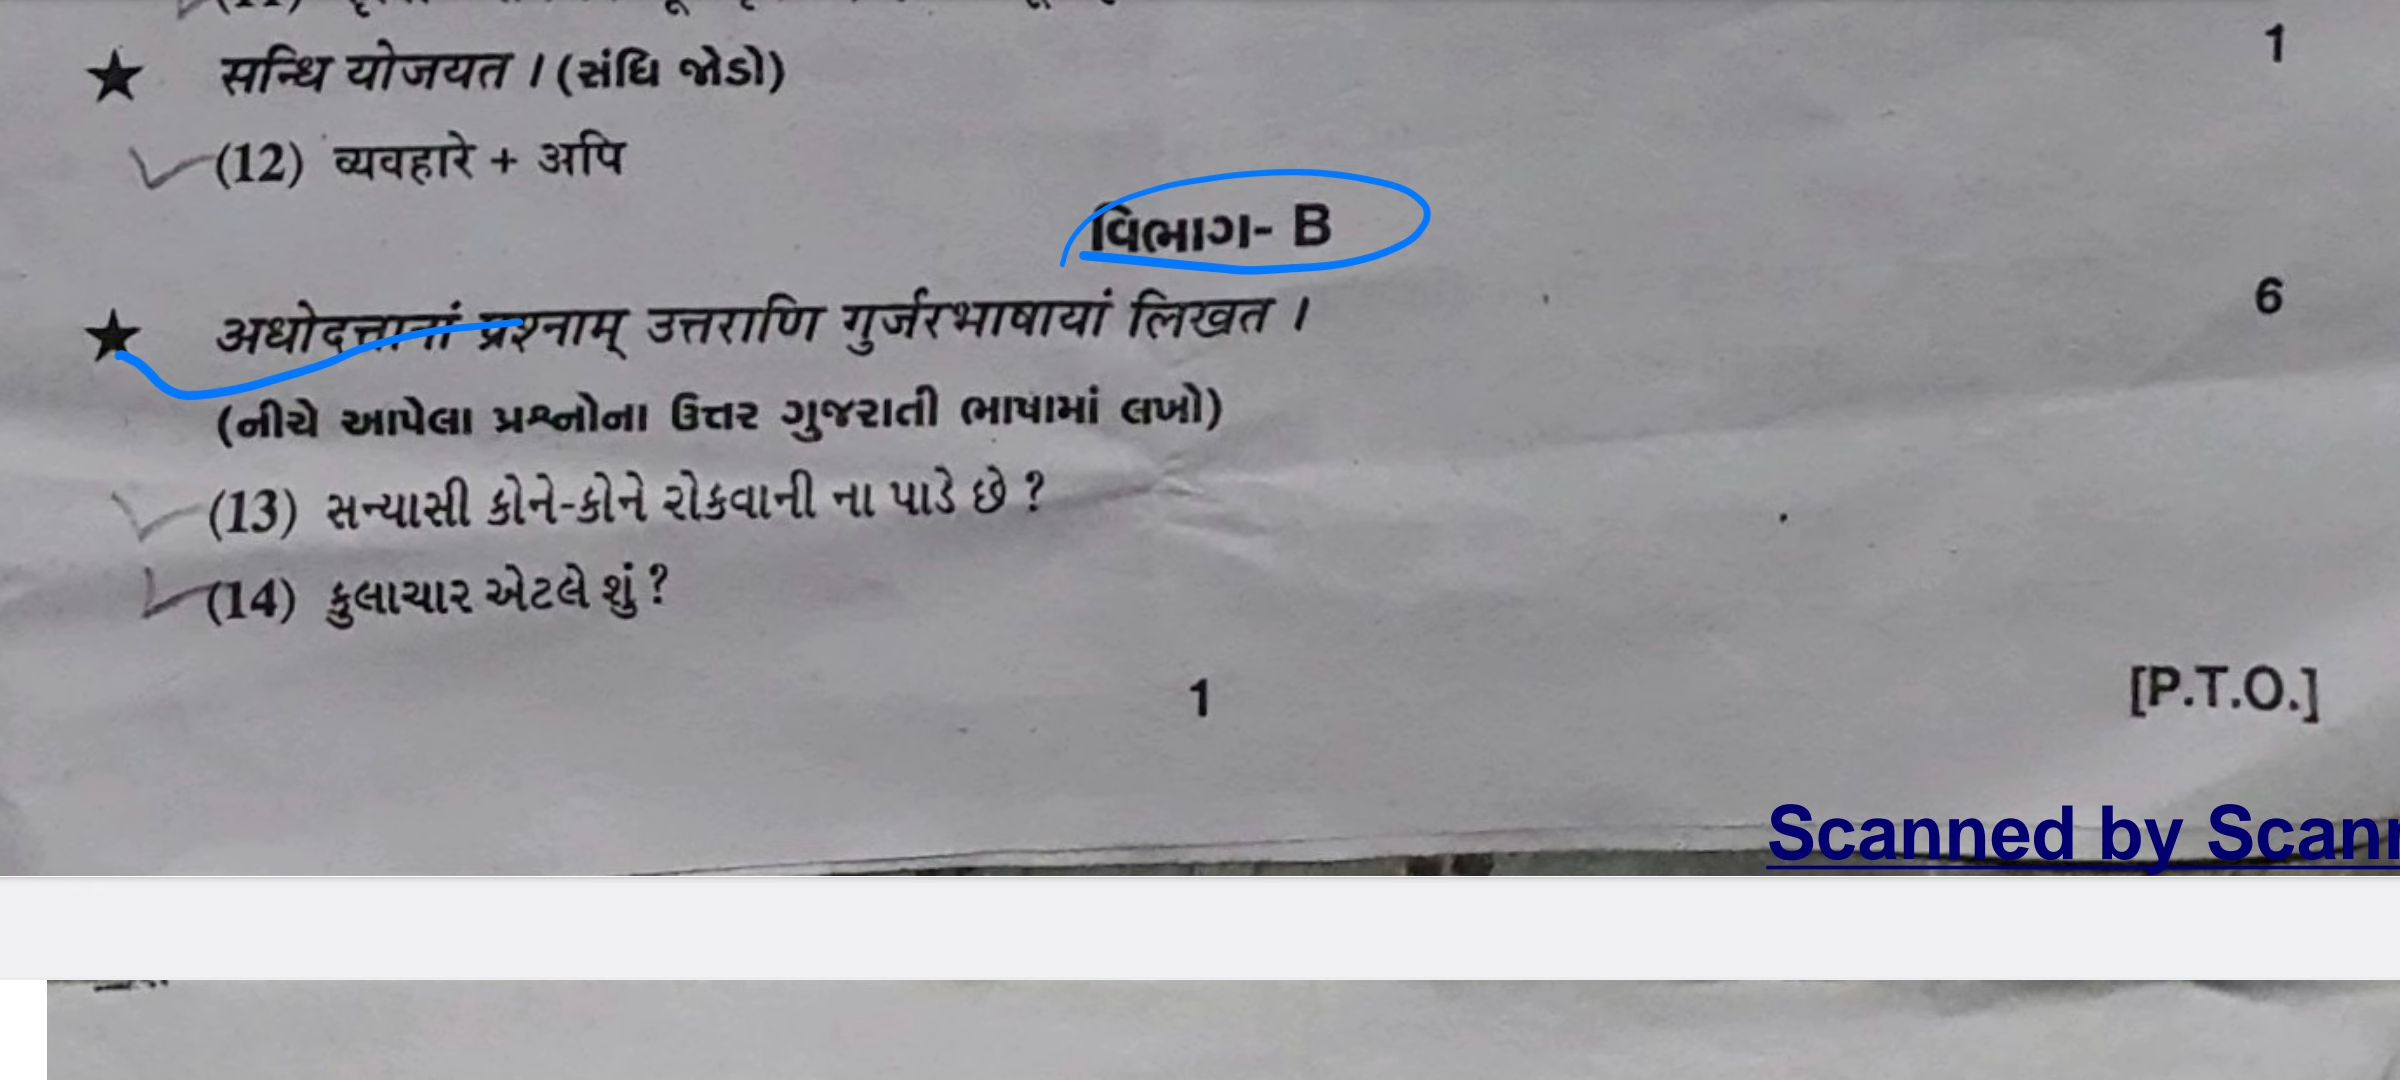 1
★ सन्धि योजयत । (સંધિ જોડો)
(12) व्यवहारे + अपि
વિભાગ- B
6
★ अधोदत्तानां प्रश्नाम् उत्तराणि गुर्जरभाषायां लिखत ।
(નીચે આપેલા પ્રશ્નોના ઉત્તર ગુજરાતી ભાષામાં લખો)
(13) સન્યાસી કોને-કોને રોકવાની ના પાડે છે ?
(14) કુલાચાર એટલે શું ?
1
[P.T.O.]
Scanned by Scan